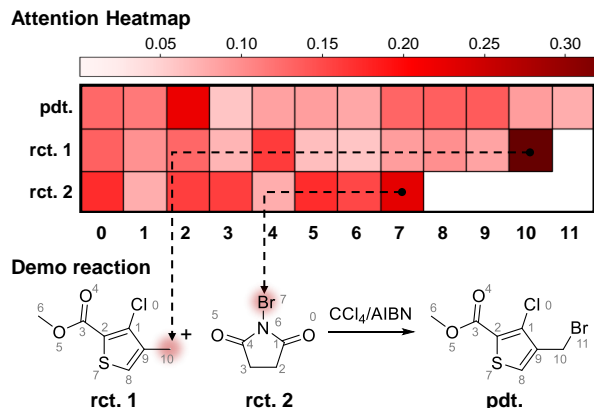 Attention Heatmap
0.05 0.10 0.15 0.20 0.25 0.30
pdt.
rct. 1
rct. 2
0 1 2 3 4 5 6 7 8 9 10 11
Demo reaction
O 4 Cl 0 6 3 2 1 O 5 S 7 8 9 10
+
Br 7 N 6 5 O 4 1 O 0 3 2
CCl₄/AIBN
O 4 Cl 0 6 3 2 1 O 5 S 7 8 9 10 Br 11
rct. 1 rct. 2 pdt.